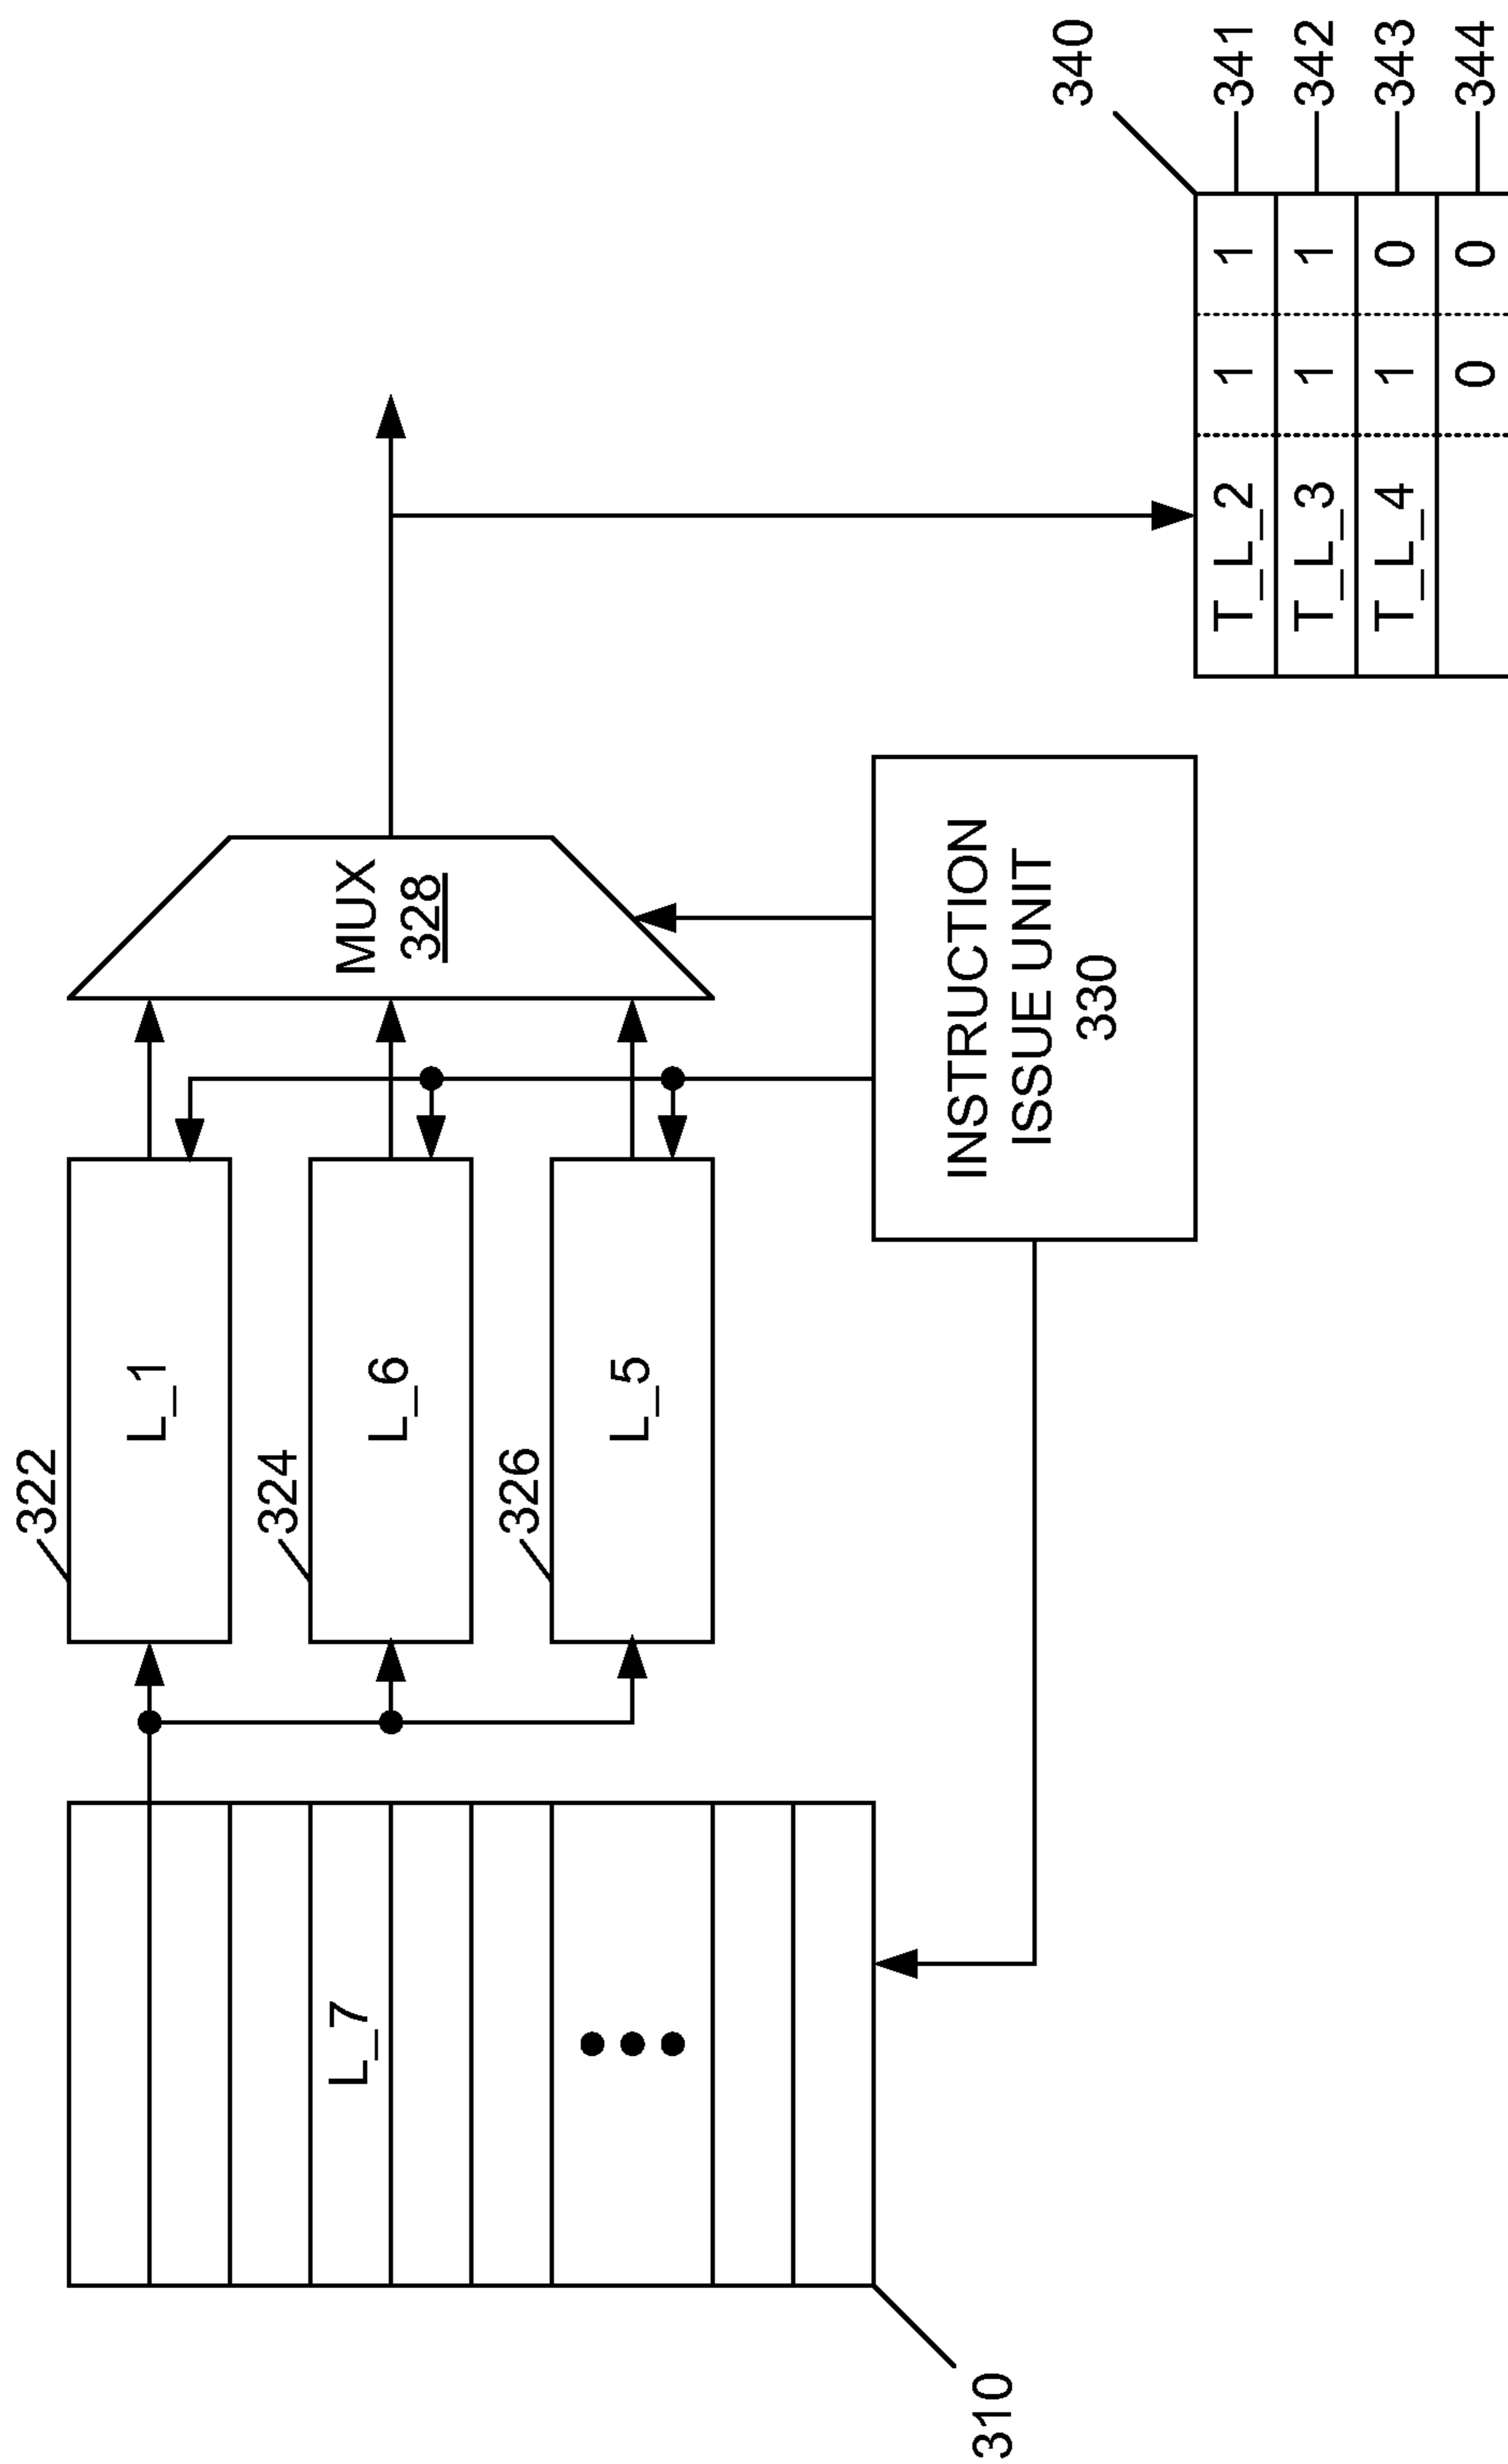 322
L_1
324
L_6
326
L_5
L_7
310
MUX
328
INSTRUCTION
ISSUE UNIT
330
340
T_L_2 1 1 341
T_L_3 1 1 342
T_L_4 1 0 343
0 0 344